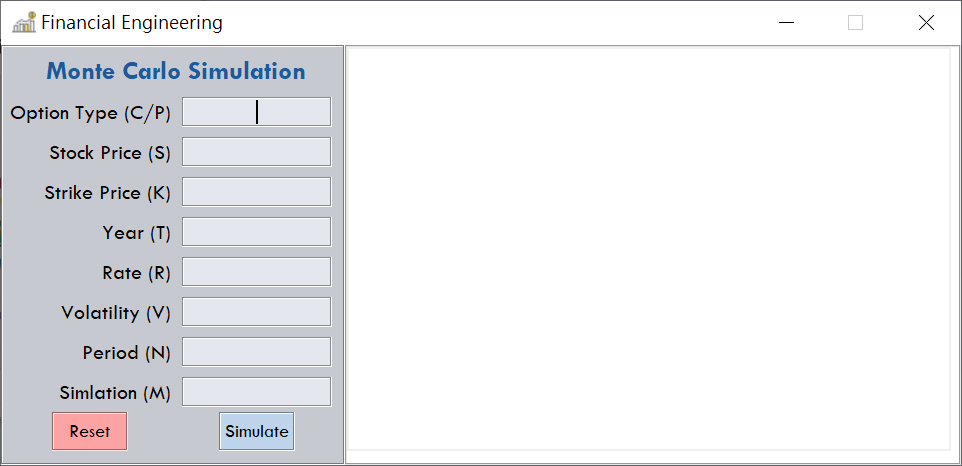 Financial Engineering
Monte Carlo Simulation
Option Type (C/P)
Stock Price (S)
Strike Price (K)
Year (T)
Rate (R)
Volatility (V)
Period (N)
Simlation (M)
Reset Simulate